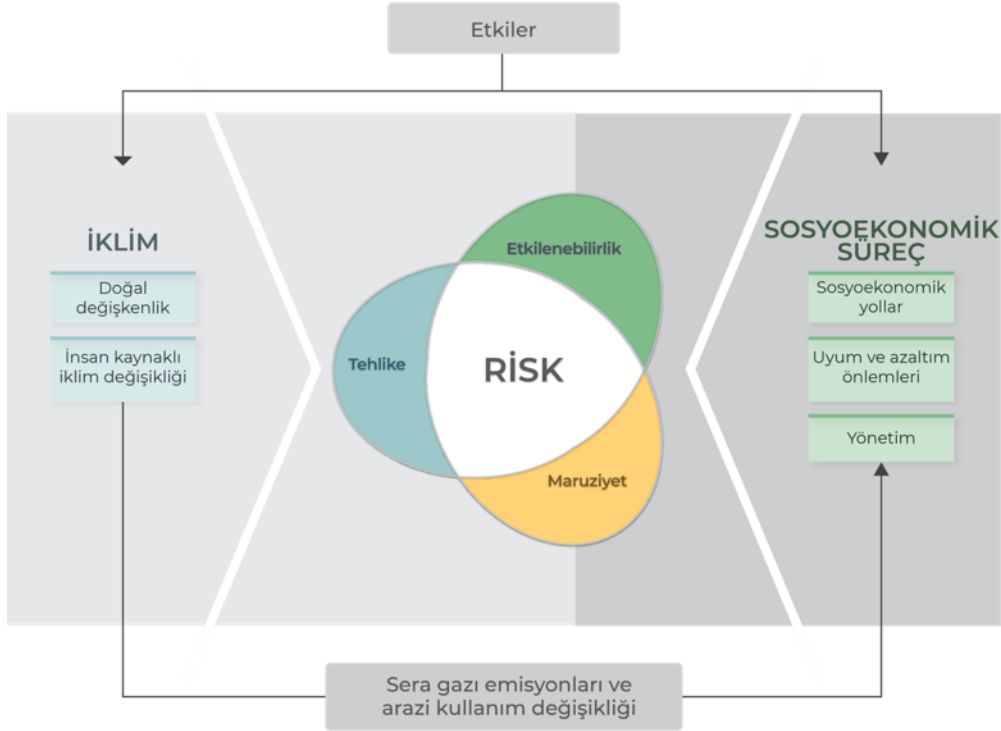 Etkiler
İKLİM
Doğal
değişkenlik
İnsan kaynaklı
iklim değişikliği
Etkilenebilirlik
Tehlike
RİSK
Maruziyet
SOSYOEKONOMİK
SÜREÇ
Sosyoekonomik
yollar
Uyum ve azaltım
önlemleri
Yönetim
Sera gazı emisyonları ve
arazi kullanım değişikliği